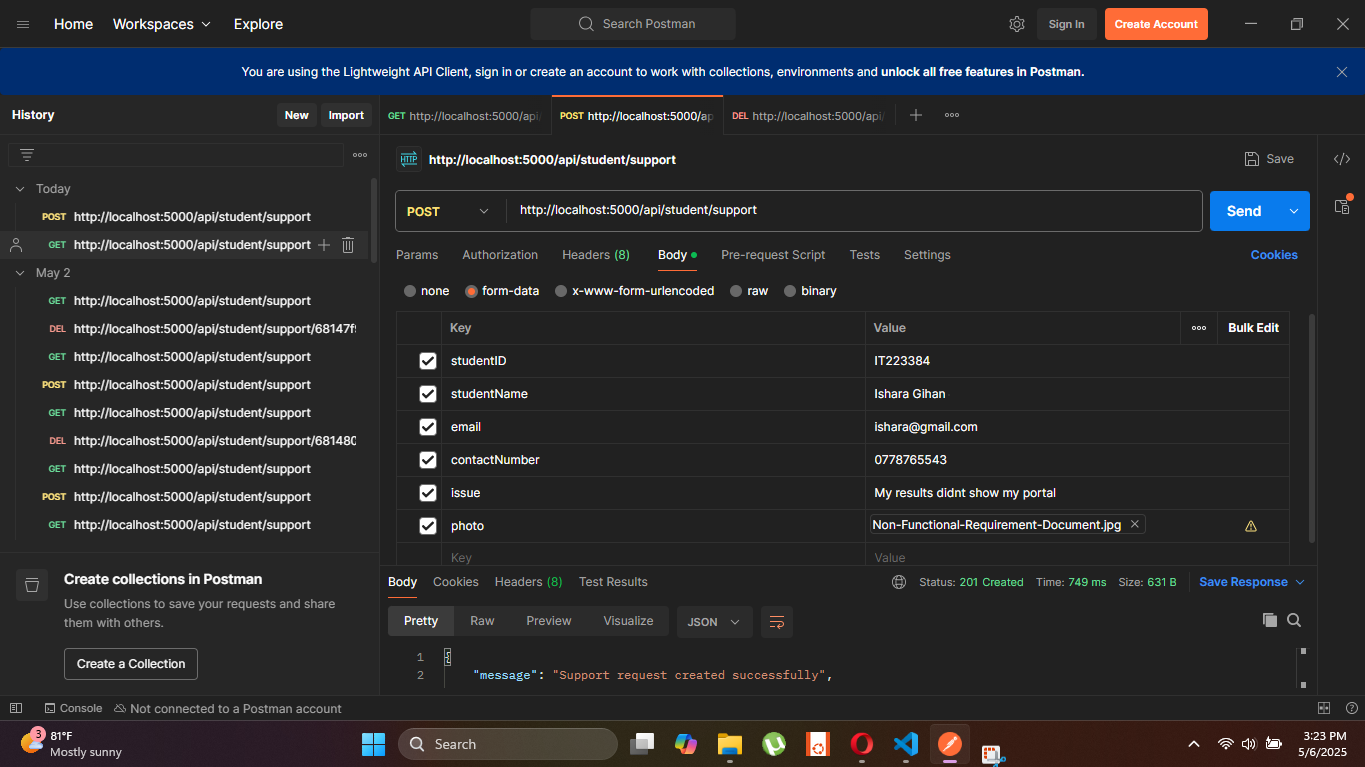 Home Workspaces Explore Search Postman Sign In Create Account
You are using the Lightweight API Client, sign in or create an account to work with collections, environments and unlock all free features in Postman.
History New Import
GET http://localhost:5000/api/ POST http://localhost:5000/ap DEL http://localhost:5000/api/
HTTP http://localhost:5000/api/student/support Save
Today
POST http://localhost:5000/api/student/support
GET http://localhost:5000/api/student/support
May 2
GET http://localhost:5000/api/student/support
DEL http://localhost:5000/api/student/support/68147f
GET http://localhost:5000/api/student/support
POST http://localhost:5000/api/student/support
GET http://localhost:5000/api/student/support
DEL http://localhost:5000/api/student/support/681480
GET http://localhost:5000/api/student/support
POST http://localhost:5000/api/student/support
GET http://localhost:5000/api/student/support
Create collections in Postman
Use collections to save your requests and share
them with others.
Create a Collection
POST http://localhost:5000/api/student/support Send
Params Authorization Headers (8) Body Pre-request Script Tests Settings Cookies
none form-data x-www-form-urlencoded raw binary
Key Value Bulk Edit
studentID IT223384
studentName Ishara Gihan
email ishara@gmail.com
contactNumber 0778765543
issue My results didnt show my portal
photo Non-Functional-Requirement-Document.jpg
Key Value
Body Cookies Headers (8) Test Results Status: 201 Created Time: 749 ms Size: 631 B Save Response
Pretty Raw Preview Visualize JSON
1 {
2 "message": "Support request created successfully",
Console Not connected to a Postman account
3 81°F
Mostly sunny
Search
3:23 PM
5/6/2025